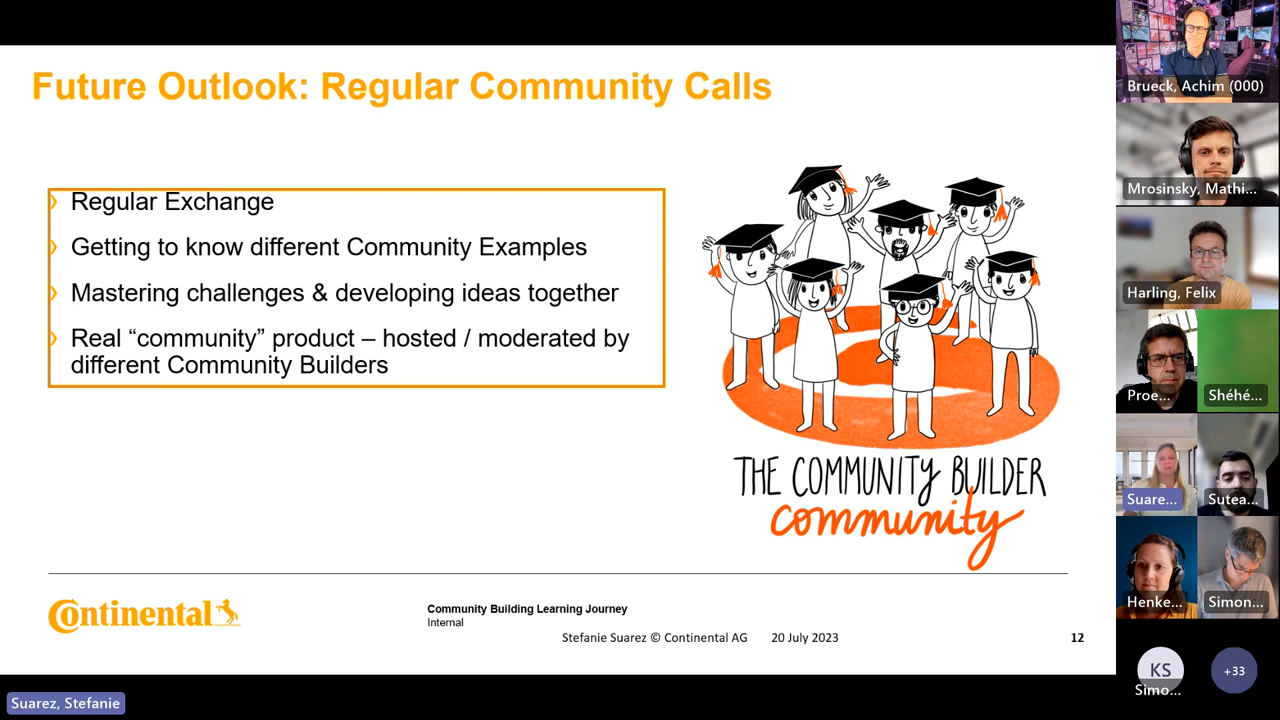 Future Outlook: Regular Community Calls
Regular Exchange
Getting to know different Community Examples
Mastering challenges & developing ideas together
Real “community” product – hosted / moderated by
different Community Builders
THE COMMUNITY BUILDER
community
Continental
Community Building Learning Journey
Internal
Stefanie Suarez © Continental AG 20 July 2023
12
Suarez, Stefanie
Brueck, Achim (000)
Mrosinsky, Mathi...
Harling, Felix
Proe...
Shéhé...
Suare...
Sutea...
Henke...
Simon...
KS
Simo...
+33